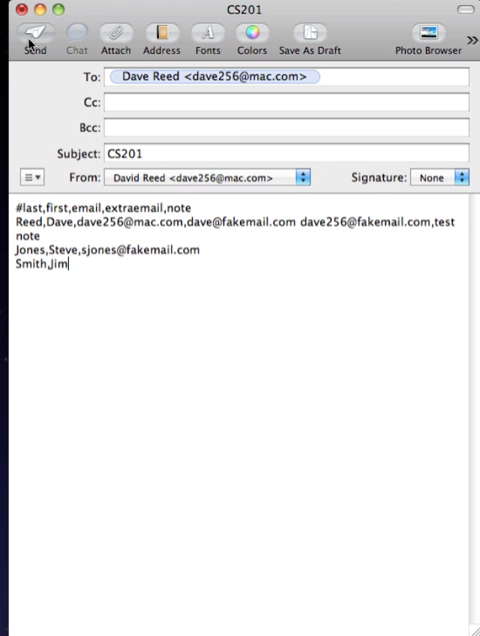 CS201
Send Chat Attach Address Fonts Colors Save As Draft Photo Browser »
To: Dave Reed <dave256@mac.com>
Cc:
Bcc:
Subject: CS201
From: David Reed <dave256@mac.com> Signature: None
#last,first,email,extraemail,note
Reed,Dave,dave256@mac.com,dave@fakemail.com dave256@fakemail.com,test
note
Jones,Steve,sjones@fakemail.com
Smith,Jim